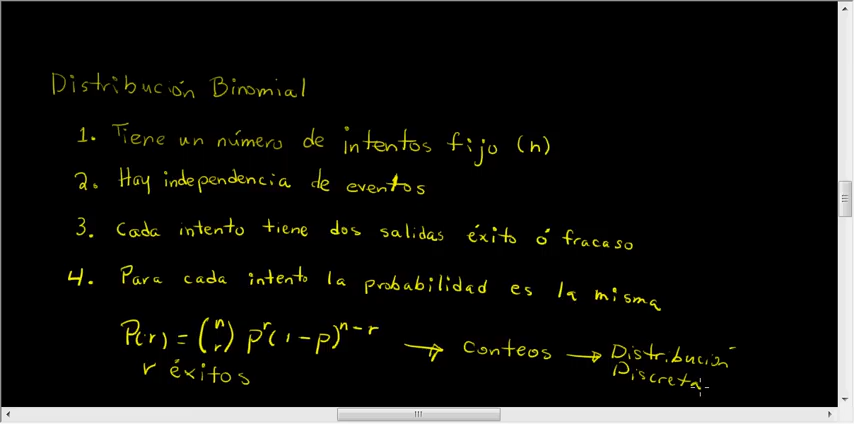 Distribución Binomial
1. Tiene un número de intentos fijo (n)
2. Hay independencia de eventos
3. Cada intento tiene dos salidas éxito ó fracaso
4. Para cada intento la probabilidad es la misma
P(r) = (n r) p^r (1-p)^{n-r} → conteos → Distribución
r éxitos Discreta